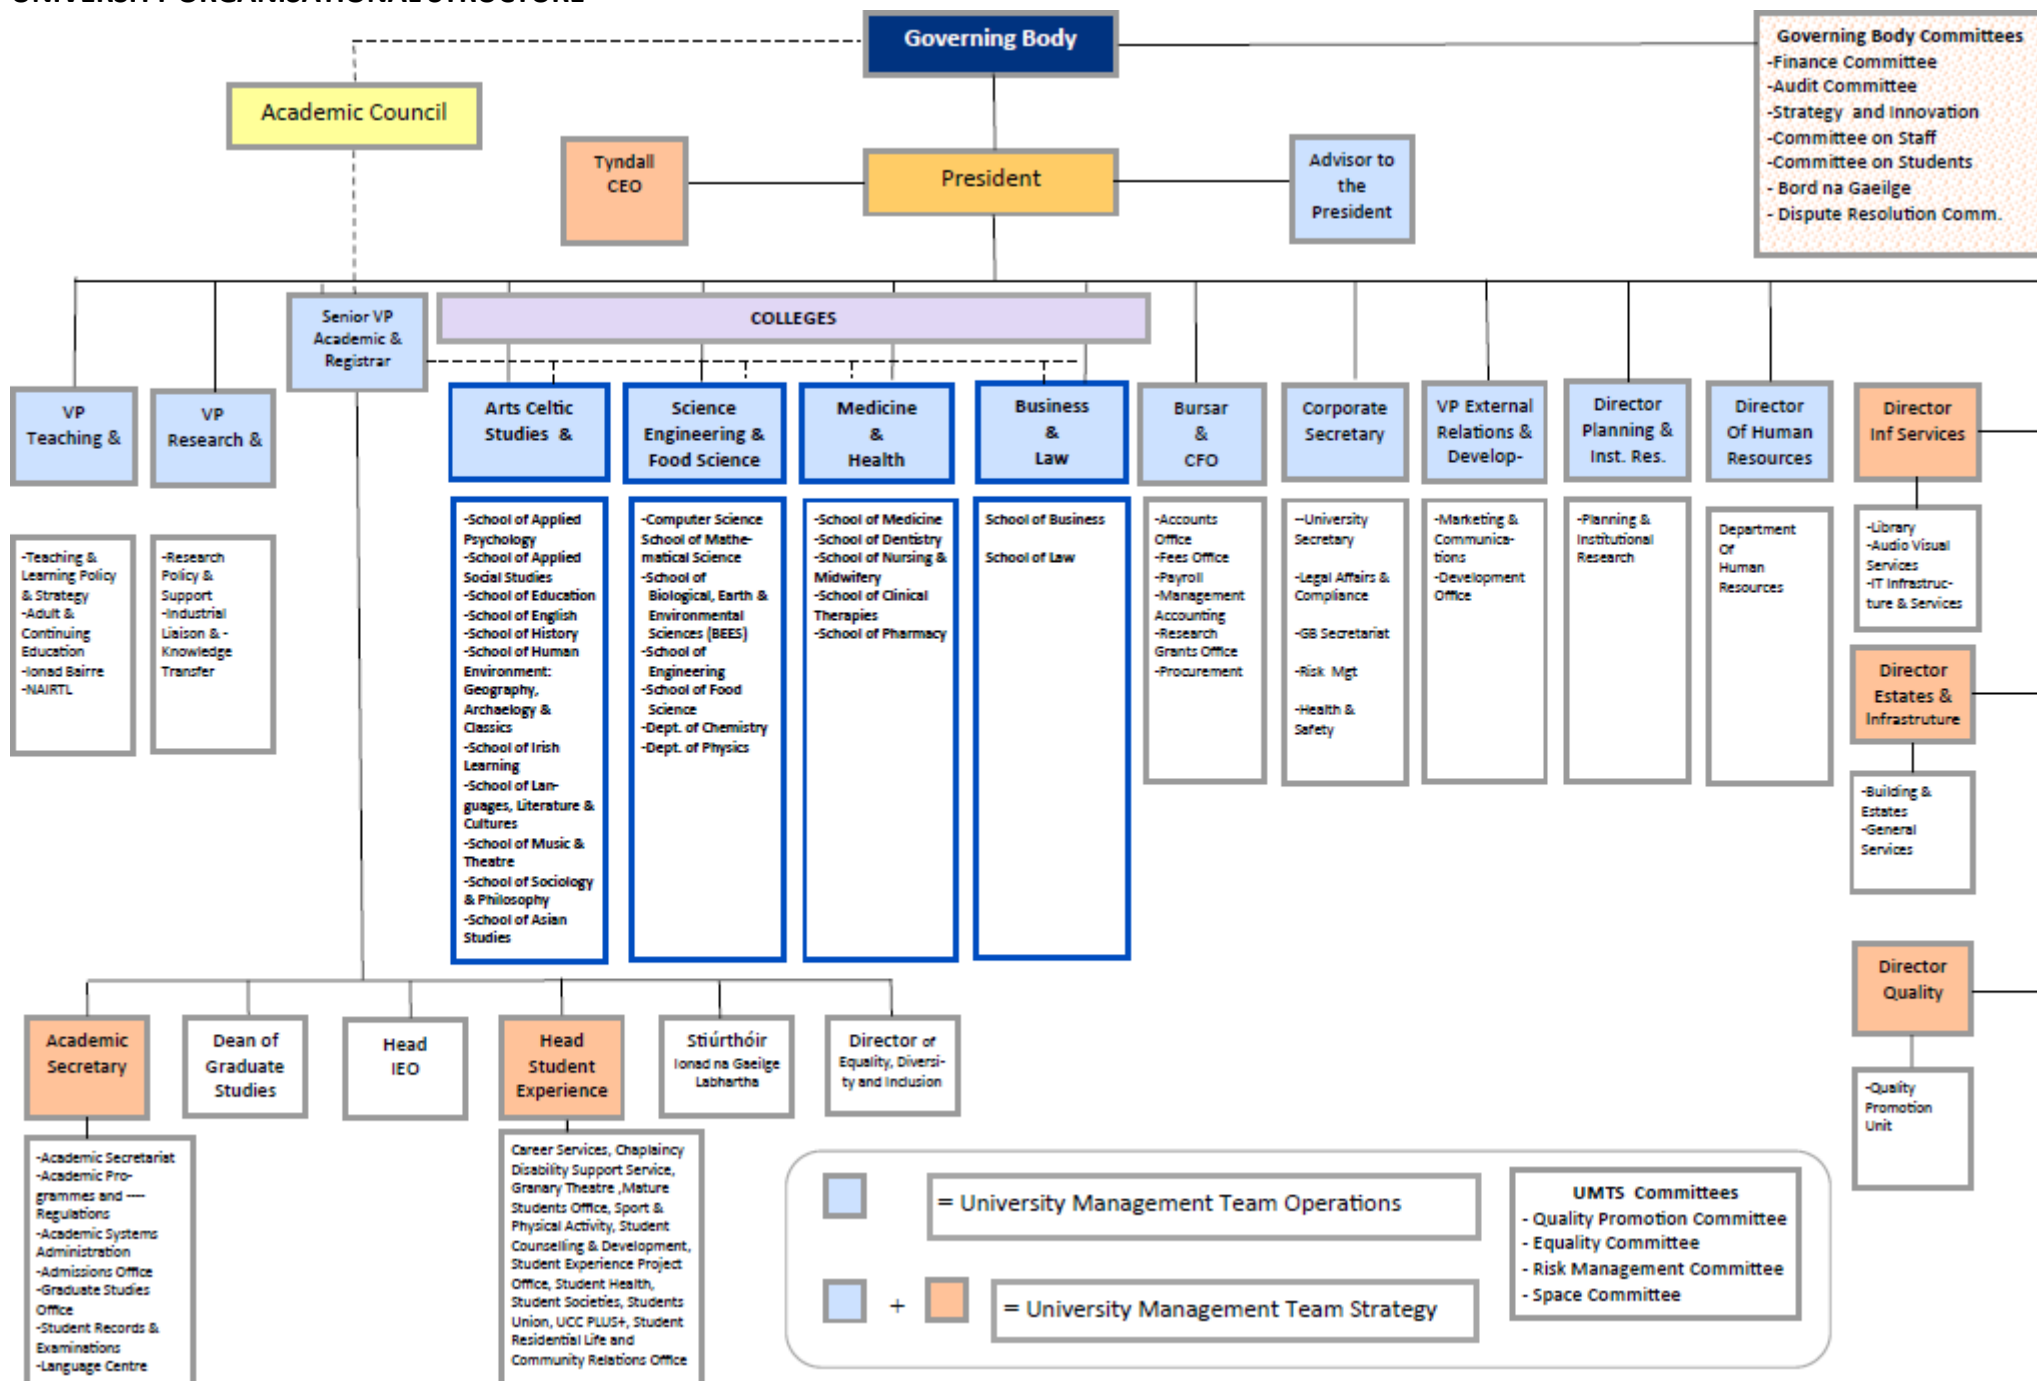 UNIVERSITY ORGANISATIONAL STRUCTURE
Governing Body
Governing Body Committees
-Finance Committee
-Audit Committee
-Strategy and Innovation
-Committee on Staff
-Committee on Students
- Bord na Gaeilge
- Dispute Resolution Comm.
Academic Council
Tyndall
CEO
President
Advisor to
the
President
Senior VP
Academic &
Registrar
COLLEGES
VP
Teaching &
VP
Research &
Arts Celtic
Studies &
Science
Engineering &
Food Science
Medicine
&
Health
Business
&
Law
Bursar
&
CFO
Corporate
Secretary
VP External
Relations &
Develop-
Director
Planning &
Inst. Res.
Director
Of Human
Resources
Director
Inf Services
-Teaching &
Learning Policy
& Strategy
-Adult &
Continuing
Education
-Ionad Bairre
-NAIRTL
-Research
Policy &
Support
-Industrial
Liaison & -
Knowledge
Transfer
-School of Applied
Psychology
-School of Applied
Social Studies
-School of Education
-School of English
-School of History
-School of Human
Environment:
Geography,
Archaelogy &
Classics
-School of Irish
Learning
-School of Lan-
guages, Literature &
Cultures
-School of Music &
Theatre
-School of Sociology
& Philosophy
-School of Asian
Studies
-Computer Science
School of Mathe-
matical Science
-School of
Biological, Earth &
Environmental
Sciences (BEES)
-School of
Engineering
-School of Food
Science
-Dept. of Chemistry
-Dept. of Physics
-School of Medicine
-School of Dentistry
-School of Nursing &
Midwifery
-School of Clinical
Therapies
-School of Pharmacy
School of Business
School of Law
-Accounts
Office
-Fees Office
-Payroll
-Management
Accounting
-Research
Grants Office
-Procurement
--University
Secretary
-Legal Affairs &
Compliance
-GB Secretariat
-Risk Mgt
-Health &
Safety
-Marketing &
Communica-
tions
-Development
Office
-Planning &
Institutional
Research
Department
Of
Human
Resources
-Library
-Audio Visual
Services
-IT Infrastruc-
ture & Services
Director
Estates &
Infrastruture
-Building &
Estates
-General
Services
Director
Quality
-Quality
Promotion
Unit
Academic
Secretary
Dean of
Graduate
Studies
Head
IEO
Head
Student
Experience
Stiúrthóir
Ionad na Gaeilge
Labhartha
Director of
Equality, Diversi-
ty and Inclusion
-Academic Secretariat
-Academic Pro-
grammes and ----
Regulations
-Academic Systems
Administration
-Admissions Office
-Graduate Studies
Office
-Student Records &
Examinations
-Language Centre
Career Services, Chaplaincy
Disability Support Service,
Granary Theatre ,Mature
Students Office, Sport &
Physical Activity, Student
Counselling & Development,
Student Experience Project
Office, Student Health,
Student Societies, Students
Union, UCC PLUS+, Student
Residential Life and
Community Relations Office
= University Management Team Operations
+
= University Management Team Strategy
UMTS Committees
- Quality Promotion Committee
- Equality Committee
- Risk Management Committee
- Space Committee